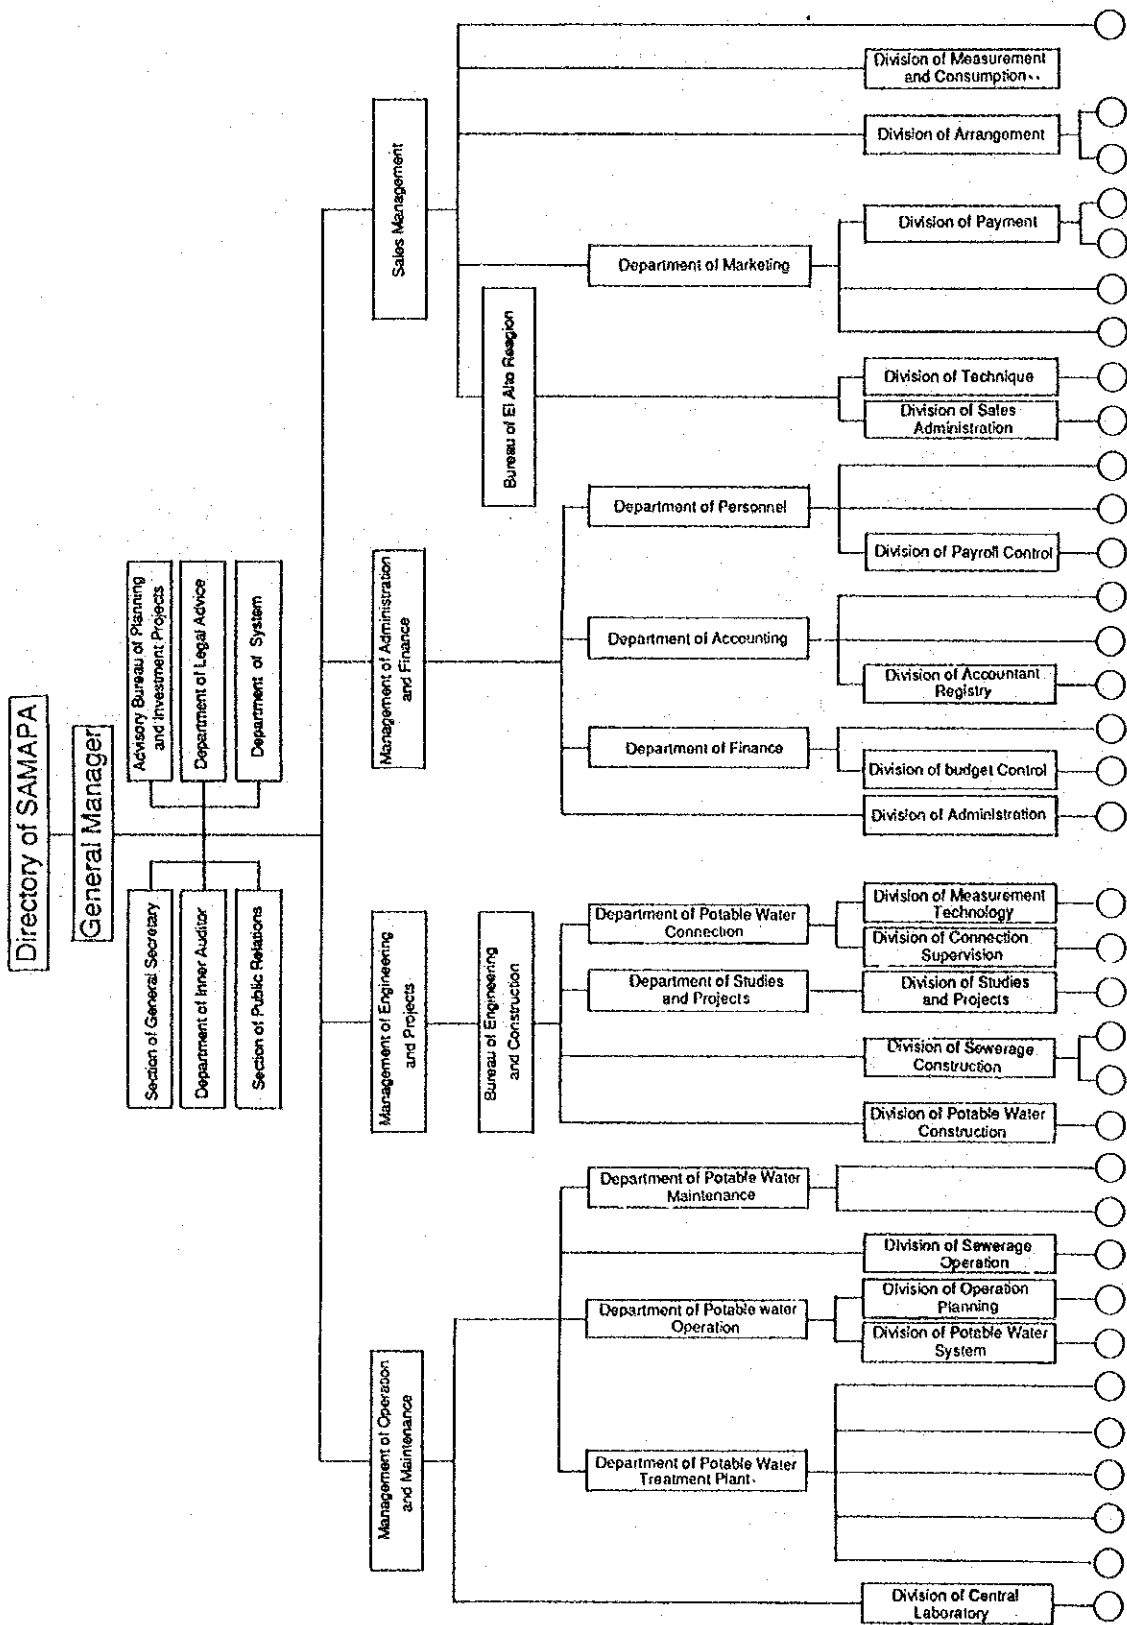 Directory of SAMAPA
General Manager
Section of General Secretary
Department of Inner Auditor
Section of Public Relations
Advisory Bureau of Planning
and Investment Projects
Department of Legal Advice
Department of System
Sales Management
Management of Administration
and Finance
Management of Engineering
and Projects
Management of Operation
and Maintenance
Bureau of El Alto Reagion
Bureau of Engineering
and Construction
Division of Measurement
and Consumption
Division of Arrangement
Department of Marketing
Division of Payment
Division of Technique
Division of Sales
Administration
Department of Personnel
Division of Payroll Control
Department of Accounting
Division of Accountant
Registry
Department of Finance
Division of budget Control
Division of Administration
Department of Potable Water
Connection
Division of Measurement
Technology
Division of Connection
Supervision
Department of Studies
and Projects
Division of Studies
and Projects
Division of Sewerage
Construction
Division of Potable Water
Construction
Department of Potable Water
Maintenance
Division of Sewerage
Operation
Department of Potable water
Operation
Division of Operation
Planning
Division of Potable Water
System
Department of Potable Water
Treatment Plant
Division of Central
Laboratory